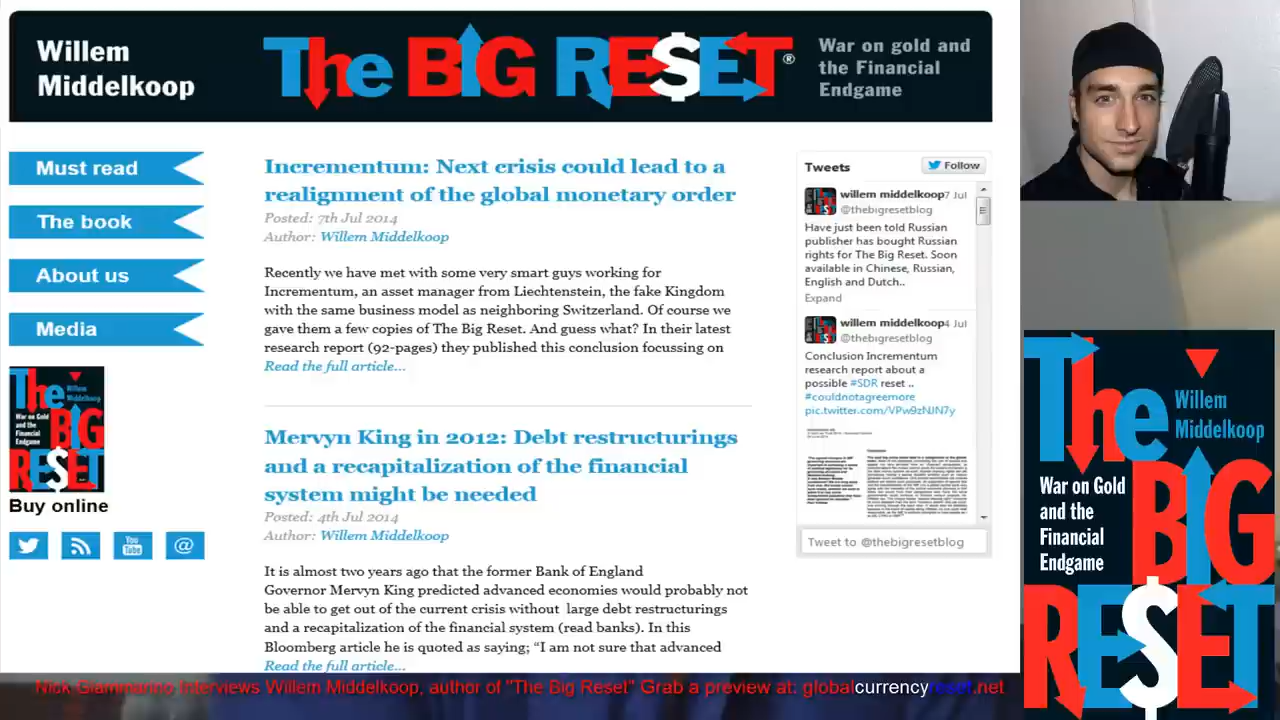 Willem
Middelkoop
The BIG RESET®
War on gold and
the Financial
Endgame
Must read
The book
About us
Media
The
Willem
Middelkoop
War on Gold
and the
Financial
Endgame
BIG
RESET
Buy online
You
Tube
@
Incrementum: Next crisis could lead to a
realignment of the global monetary order
Posted: 7th Jul 2014
Author: Willem Middelkoop
Recently we have met with some very smart guys working for
Incrementum, an asset manager from Liechtenstein, the fake Kingdom
with the same business model as neighboring Switzerland. Of course we
gave them a few copies of The Big Reset. And guess what? In their latest
research report (92-pages) they published this conclusion focussing on
Read the full article...
Mervyn King in 2012: Debt restructurings
and a recapitalization of the financial
system might be needed
Posted: 4th Jul 2014
Author: Willem Middelkoop
It is almost two years ago that the former Bank of England
Governor Mervyn King predicted advanced economies would probably not
be able to get out of the current crisis without large debt restructurings
and a recapitalization of the financial system (read banks). In this
Bloomberg article he is quoted as saying; “I am not sure that advanced
Read the full article...
Tweets
Follow
willem middelkoop 7 Jul
@thebigresetblog
Have just been told Russian
publisher has bought Russian
rights for The Big Reset. Soon
available in Chinese, Russian,
English and Dutch..
Expand
willem middelkoop 4 Jul
@thebigresetblog
Conclusion Incrementum
research report about a
possible #SDR reset ..
#couldnotagreemore
pic.twitter.com/VPw9zNJN7y
Tweet to @thebigresetblog
The
Willem
Middelkoop
War on Gold
and the
Financial
Endgame
BIG
RESET
Nick Giammarino Interviews Willem Middelkoop, author of "The Big Reset" Grab a preview at: globalcurrencyreset.net